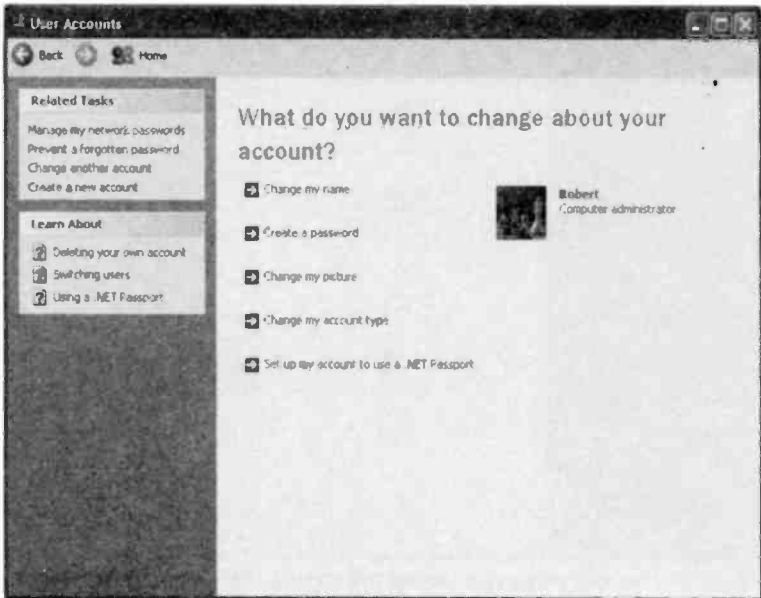 User Accounts
Back
Home
Related Tasks
Manage my network passwords
Prevent a forgotten password
Change another account
Create a new account
Learn About
Deleting your own account
Switching users
Using a .NET Passport
What do you want to change about your
account?
Change my name
Create a password
Change my picture
Change my account type
Set up my account to use a .NET Passport
Robert
Computer administrator